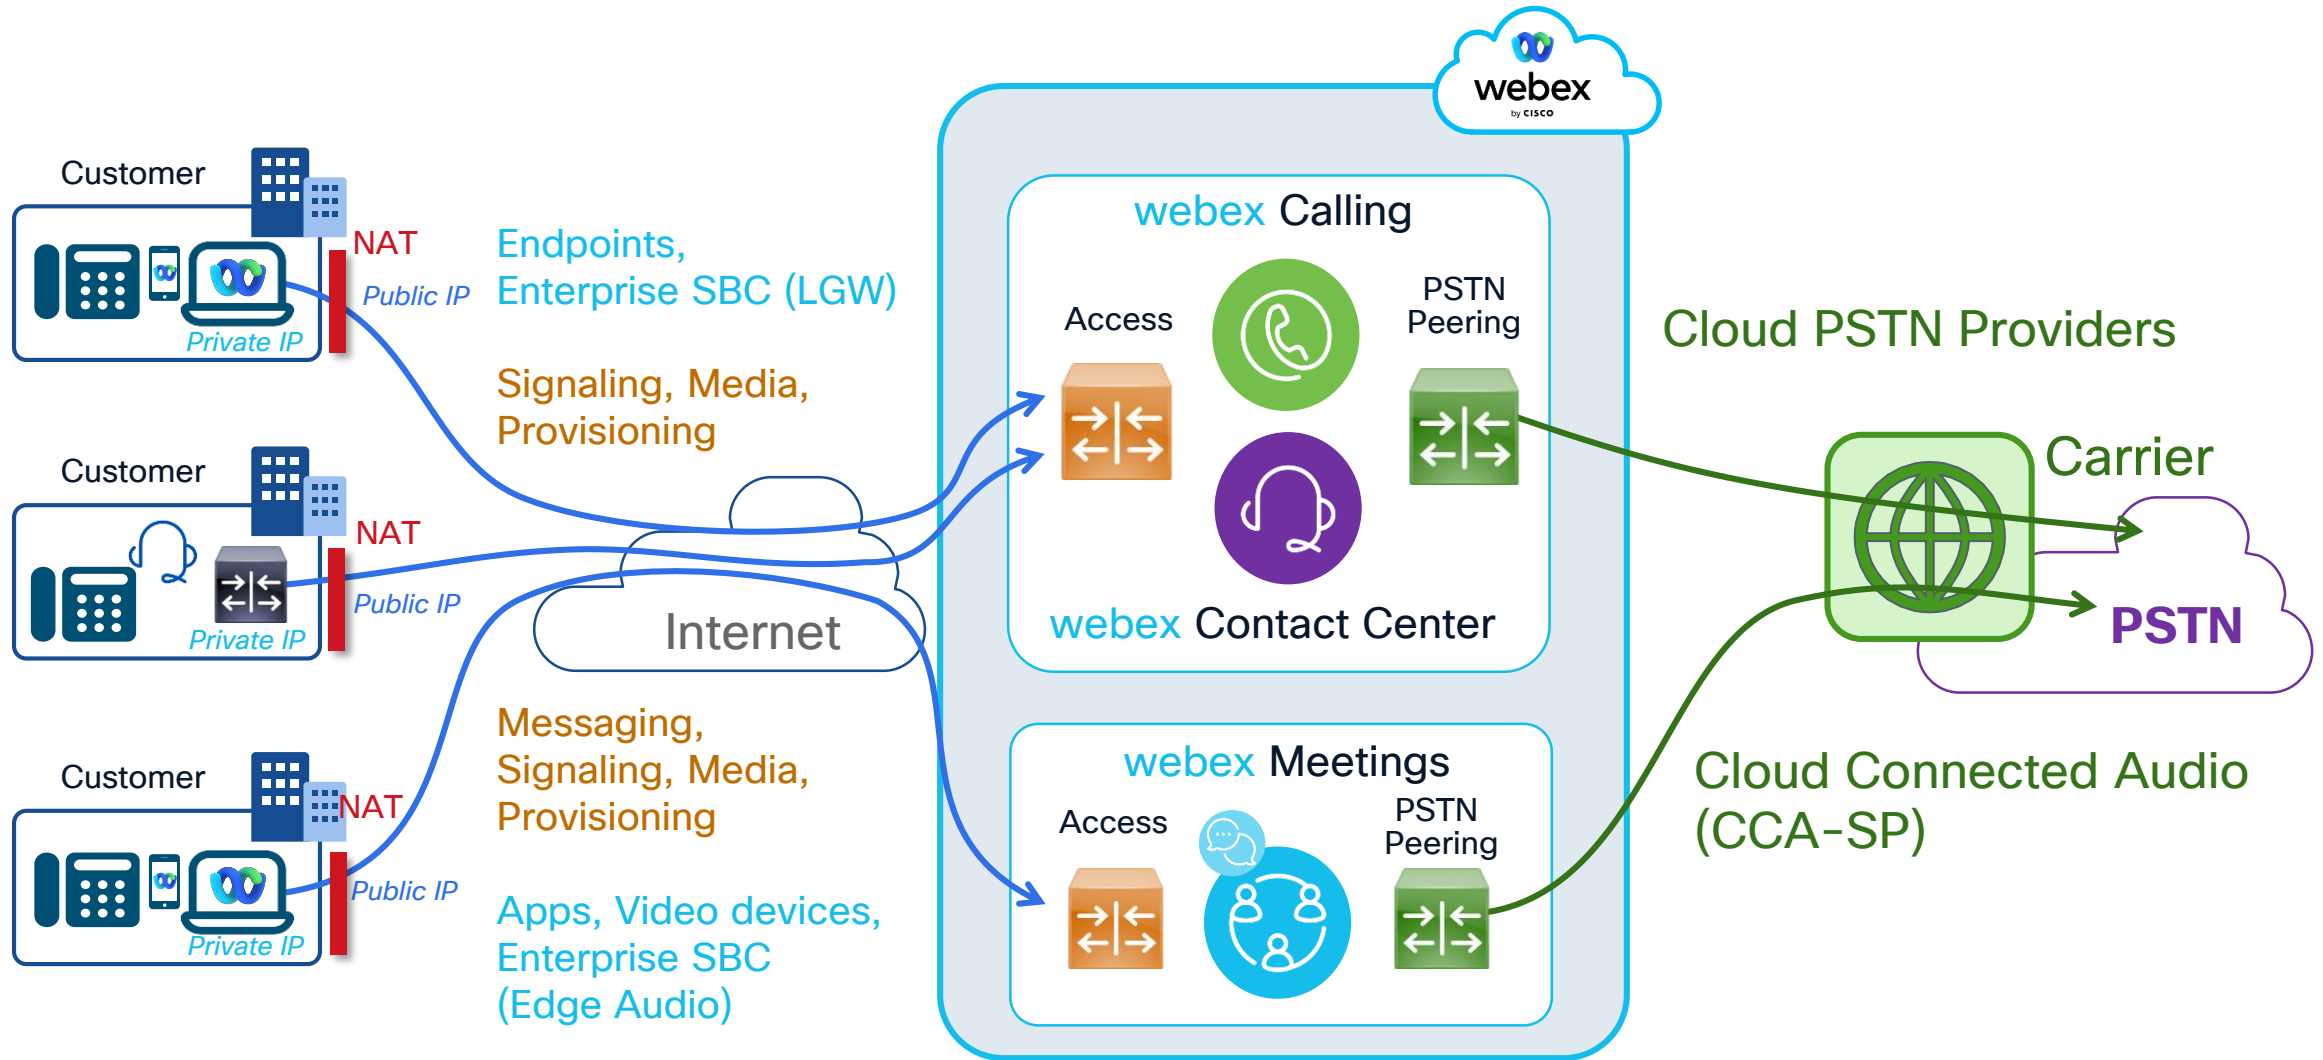 webex
by CISCO
Customer
NAT
Public IP
Private IP
Endpoints,
Enterprise SBC (LGW)
Signaling, Media,
Provisioning
Customer
NAT
Public IP
Private IP
Internet
Customer
NAT
Public IP
Private IP
Messaging,
Signaling, Media,
Provisioning
Apps, Video devices,
Enterprise SBC
(Edge Audio)
webex Calling
Access
PSTN
Peering
webex Contact Center
webex Meetings
Access
PSTN
Peering
Cloud PSTN Providers
Carrier
PSTN
Cloud Connected Audio
(CCA-SP)